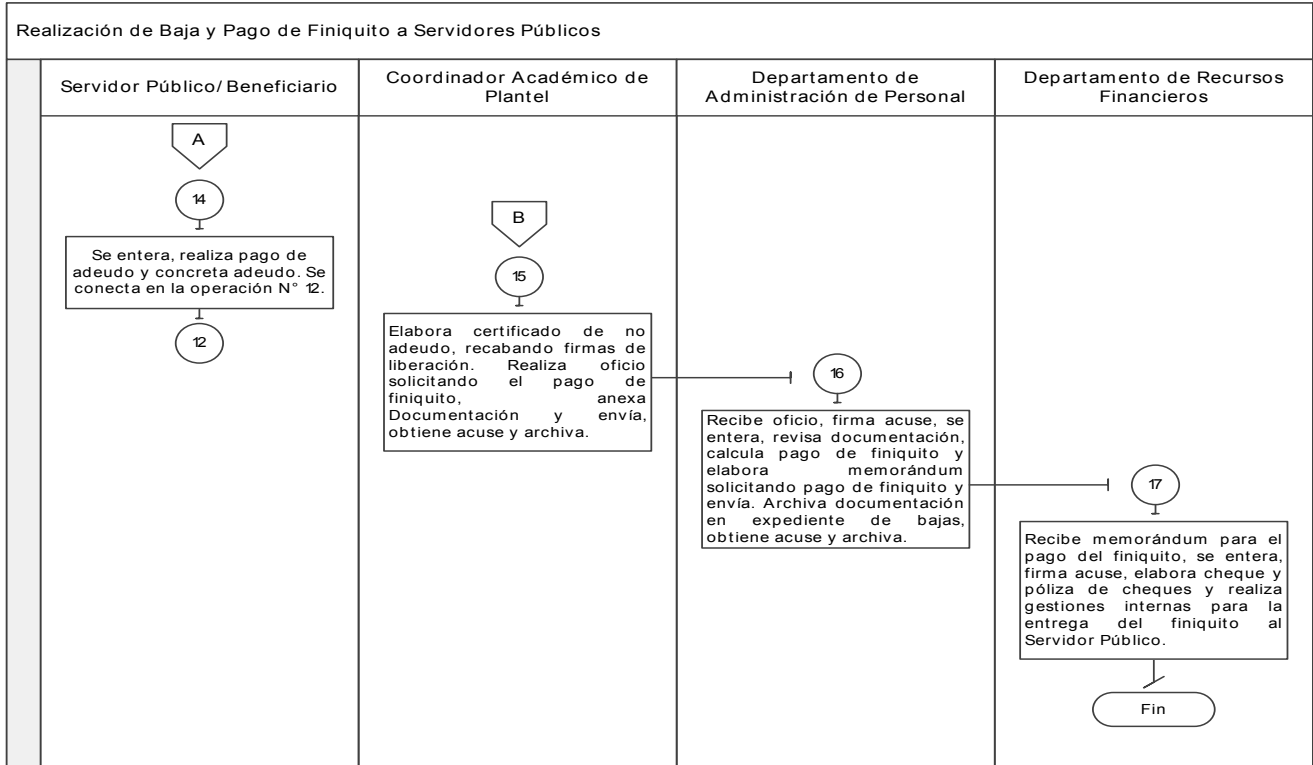 Realización de Baja y Pago de Finiquito a Servidores Públicos
Servidor Público/ Beneficiario
Coordinador Académico de
Plantel
Departamento de
Administración de Personal
Departamento de Recursos
Financieros
A
14
Se entera, realiza pago de
adeudo y concreta adeudo. Se
conecta en la operación N° 12.
12
B
15
Elabora certificado de no
adeudo, recabando firmas de
liberación. Realiza oficio
solicitando el pago de
finiquito, anexa
Documentación y envía,
obtiene acuse y archiva.
16
Recibe oficio, firma acuse, se
entera, revisa documentación,
calcula pago de finiquito y
elabora memorándum
solicitando pago de finiquito y
envía. Archiva documentación
en expediente de bajas,
obtiene acuse y archiva.
17
Recibe memorándum para el
pago del finiquito, se entera,
firma acuse, elabora cheque y
póliza de cheques y realiza
gestiones internas para la
entrega del finiquito al
Servidor Público.
Fin